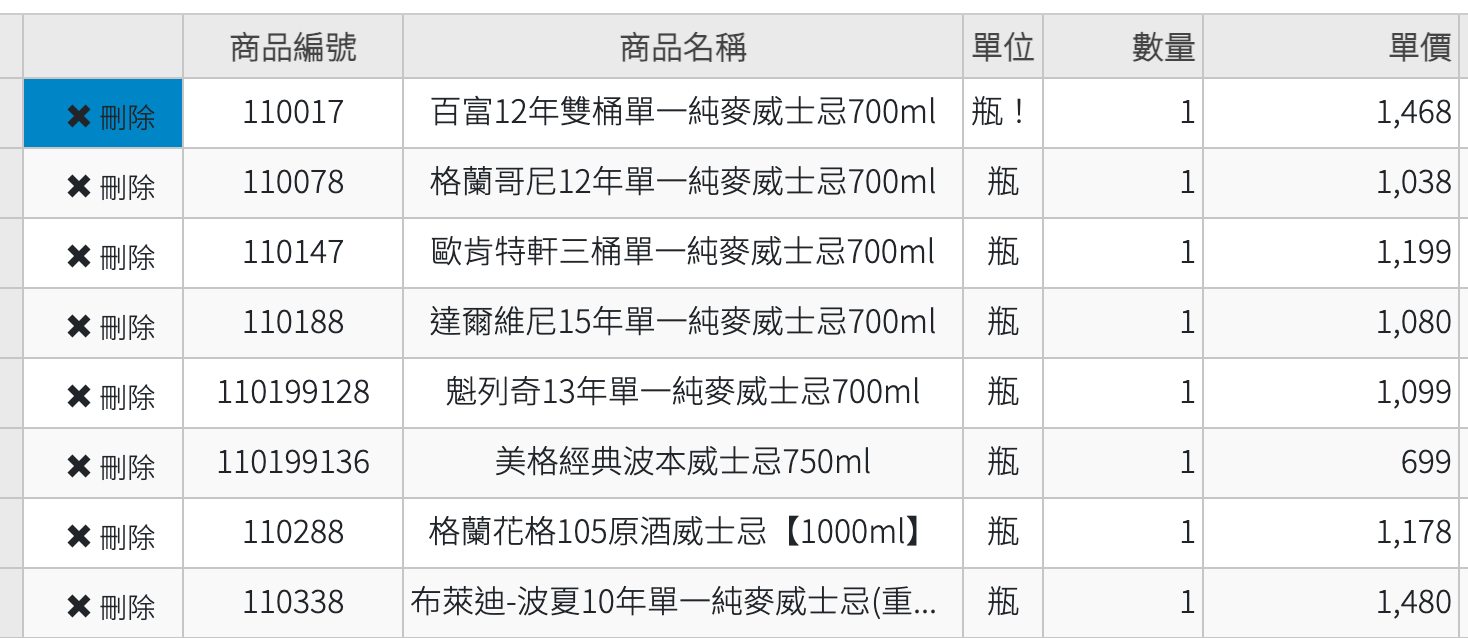 商品編號 商品名稱 單位 數量 單價
✖ 刪除 110017 百富12年雙桶單一純麥威士忌700ml 瓶！ 1 1,468
✖ 刪除 110078 格蘭哥尼12年單一純麥威士忌700ml 瓶 1 1,038
✖ 刪除 110147 歐肯特軒三桶單一純麥威士忌700ml 瓶 1 1,199
✖ 刪除 110188 達爾維尼15年單一純麥威士忌700ml 瓶 1 1,080
✖ 刪除 110199128 魁列奇13年單一純麥威士忌700ml 瓶 1 1,099
✖ 刪除 110199136 美格經典波本威士忌750ml 瓶 1 699
✖ 刪除 110288 格蘭花格105原酒威士忌【1000ml】 瓶 1 1,178
✖ 刪除 110338 布萊迪-波夏10年單一純麥威士忌(重... 瓶 1 1,480